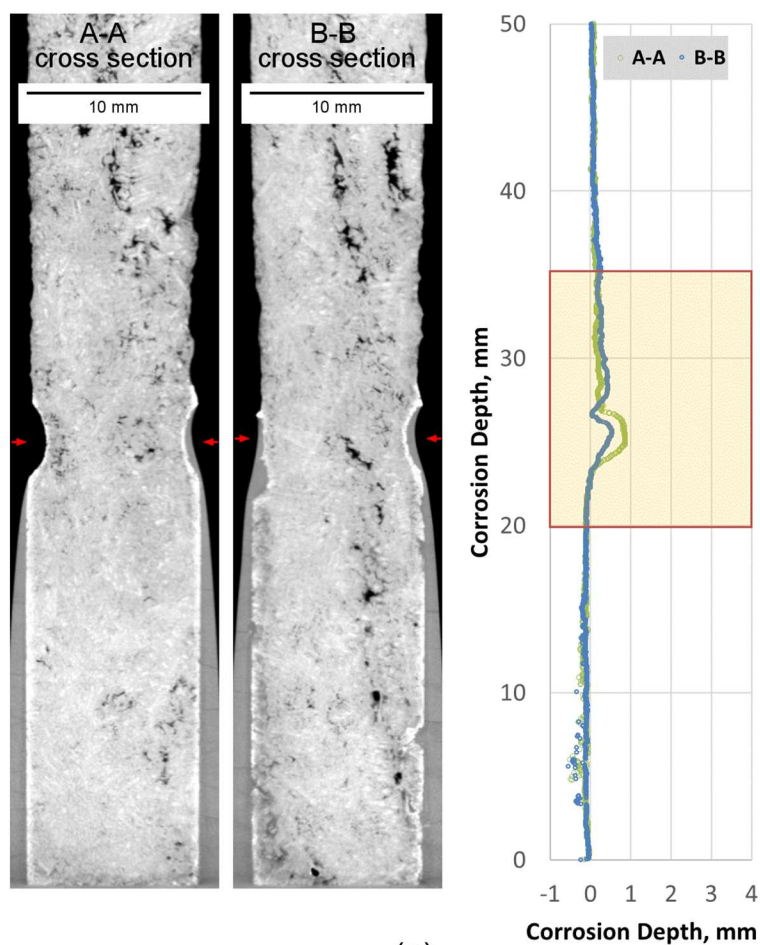 A-A
cross section
10 mm
B-B
cross section
10 mm
A-A B-B
50
40
30
20
10
0
-1 0 1 2 3 4
Corrosion Depth, mm
Corrosion Depth, mm